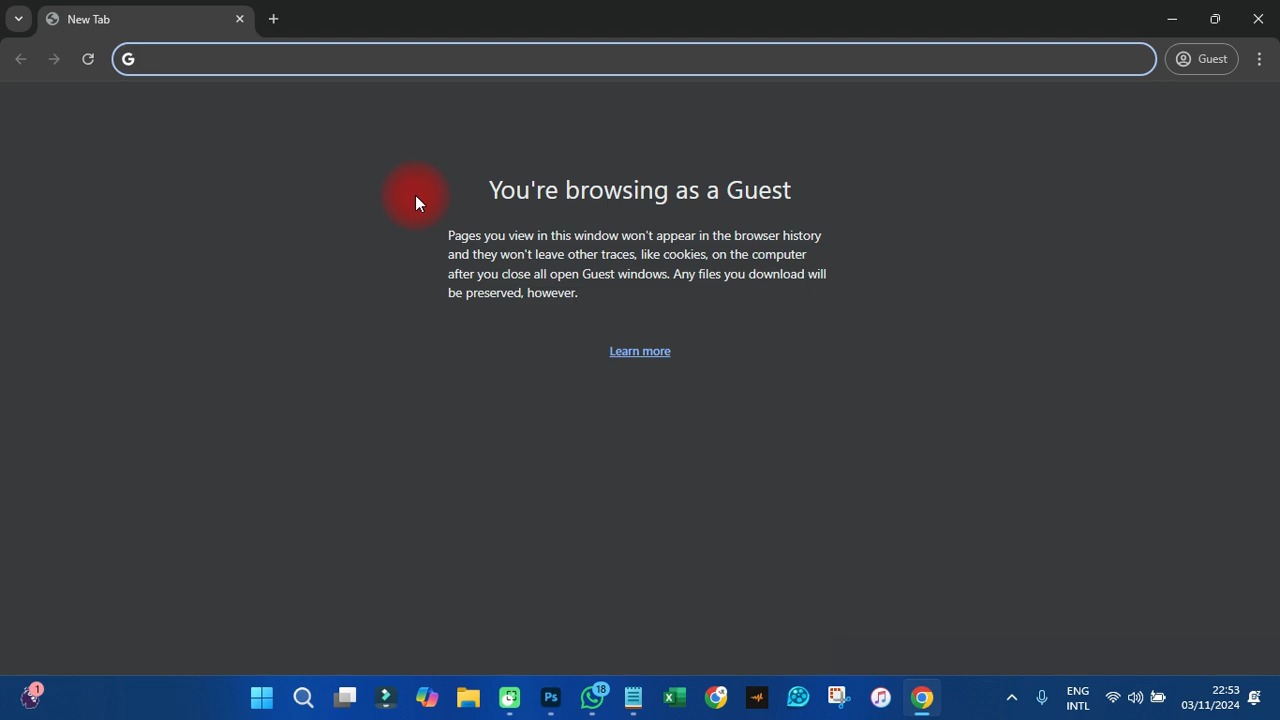 New Tab
Guest
You're browsing as a Guest
Pages you view in this window won't appear in the browser history
and they won't leave other traces, like cookies, on the computer
after you close all open Guest windows. Any files you download will
be preserved, however.
Learn more
1
Ps
18
ENG
INTL
22:53
03/11/2024